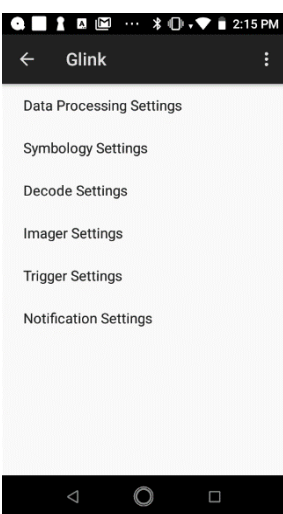 2:15 PM
Glink
Data Processing Settings
Symbology Settings
Decode Settings
Imager Settings
Trigger Settings
Notification Settings